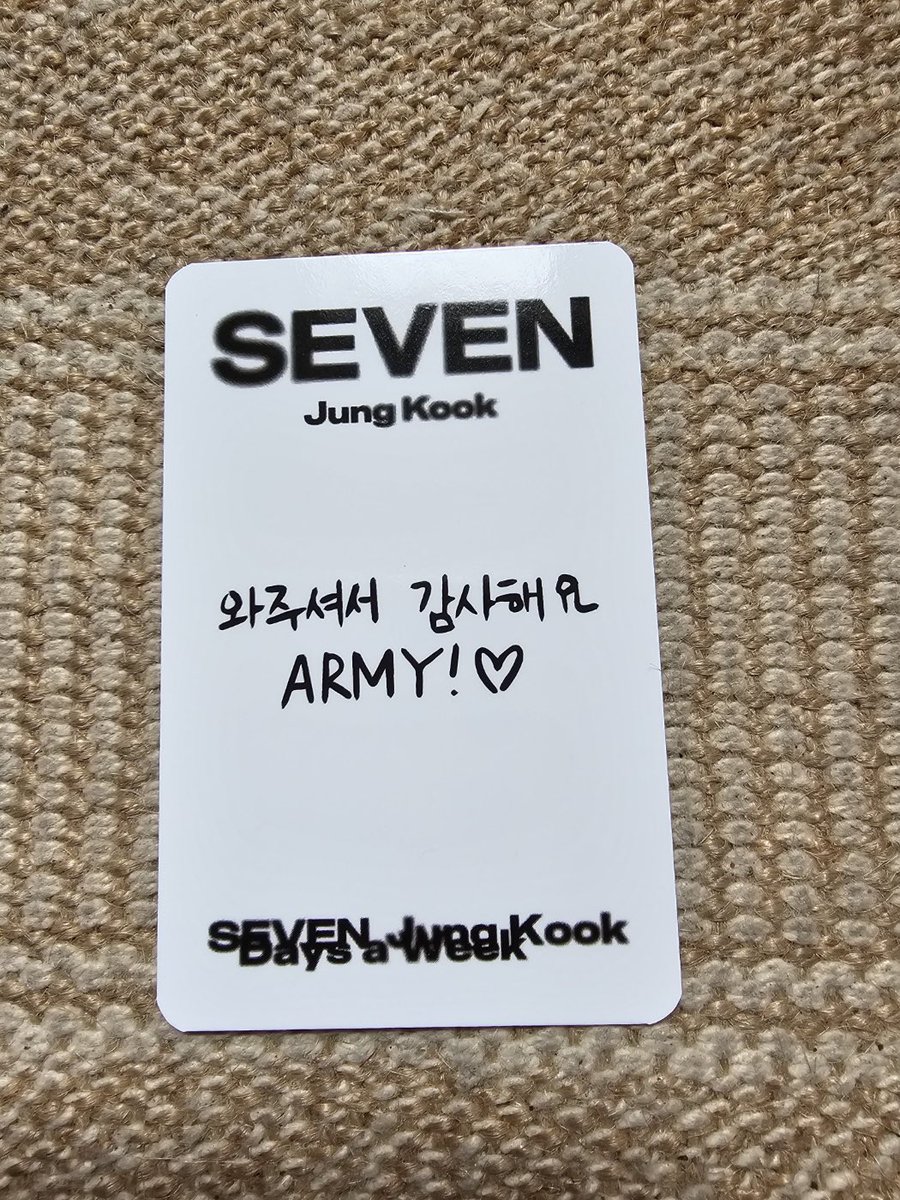 SEVEN
Jung Kook
와주셔서 감사해요
ARMY!♡
SEVEN Jung Kook
Days a Week